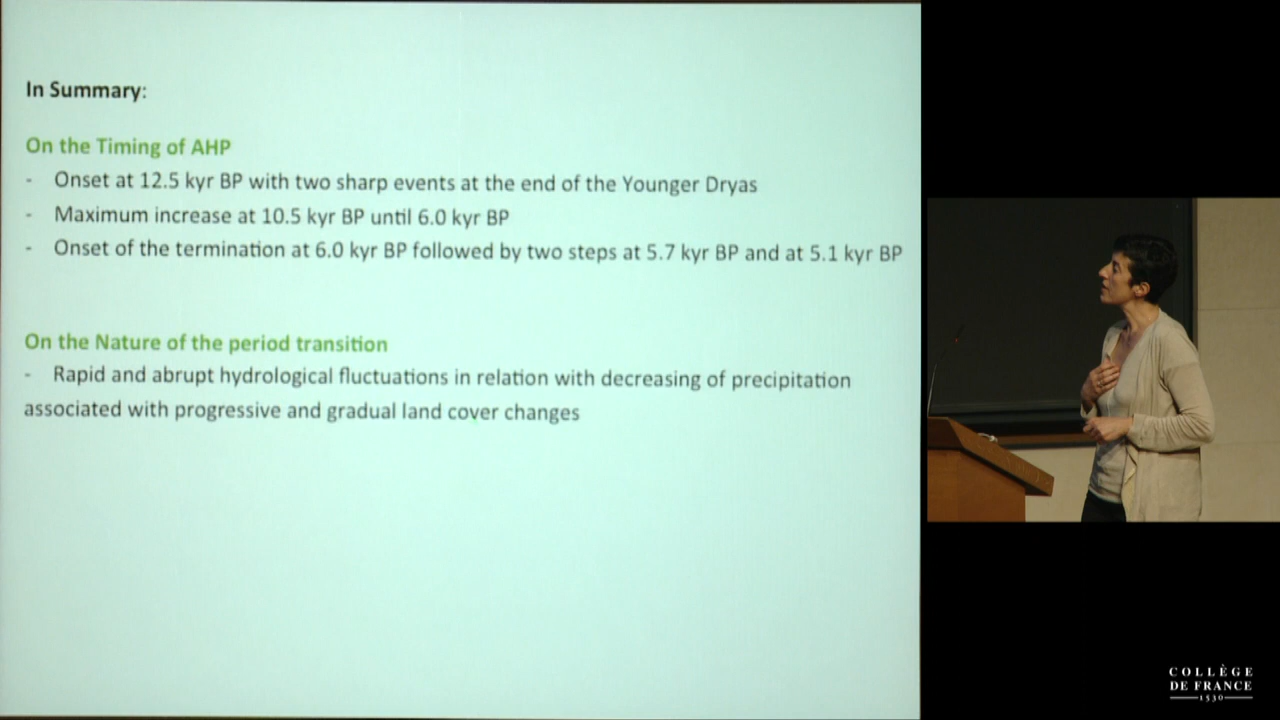 In Summary:
On the Timing of AHP
- Onset at 12.5 kyr BP with two sharp events at the end of the Younger Dryas
- Maximum increase at 10.5 kyr BP until 6.0 kyr BP
- Onset of the termination at 6.0 kyr BP followed by two steps at 5.7 kyr BP and at 5.1 kyr BP
On the Nature of the period transition
- Rapid and abrupt hydrological fluctuations in relation with decreasing of precipitation
associated with progressive and gradual land cover changes
COLLÈGE
DE FRANCE
1530